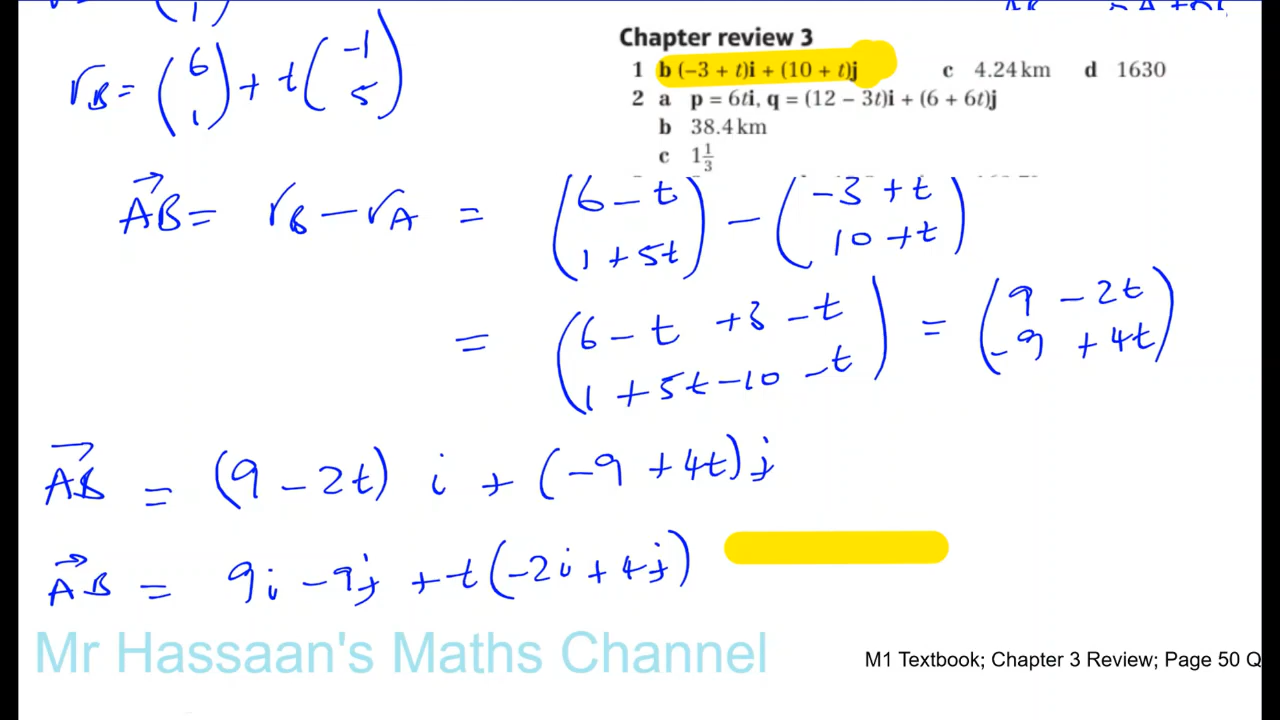 Chapter review 3
1 b (−3 + t)i + (10 + t)j c 4.24 km d 1630
2 a p = 6ti, q = (12 − 3t)i + (6 + 6t)j
b 38.4 km
c 1 1/3
r_B = (6 1) + t(-1 5)
→AB = r_B − r_A = (6 − t 1 + 5t) − (−3 + t 10 + t)
= (6 − t + 3 − t 1 + 5t − 10 − t) = (9 − 2t −9 + 4t)
→AB = (9 − 2t) i + (−9 + 4t) j
→AB = 9i − 9j + t(−2i + 4j)
Mr Hassaan's Maths Channel
M1 Textbook; Chapter 3 Review; Page 50 Q